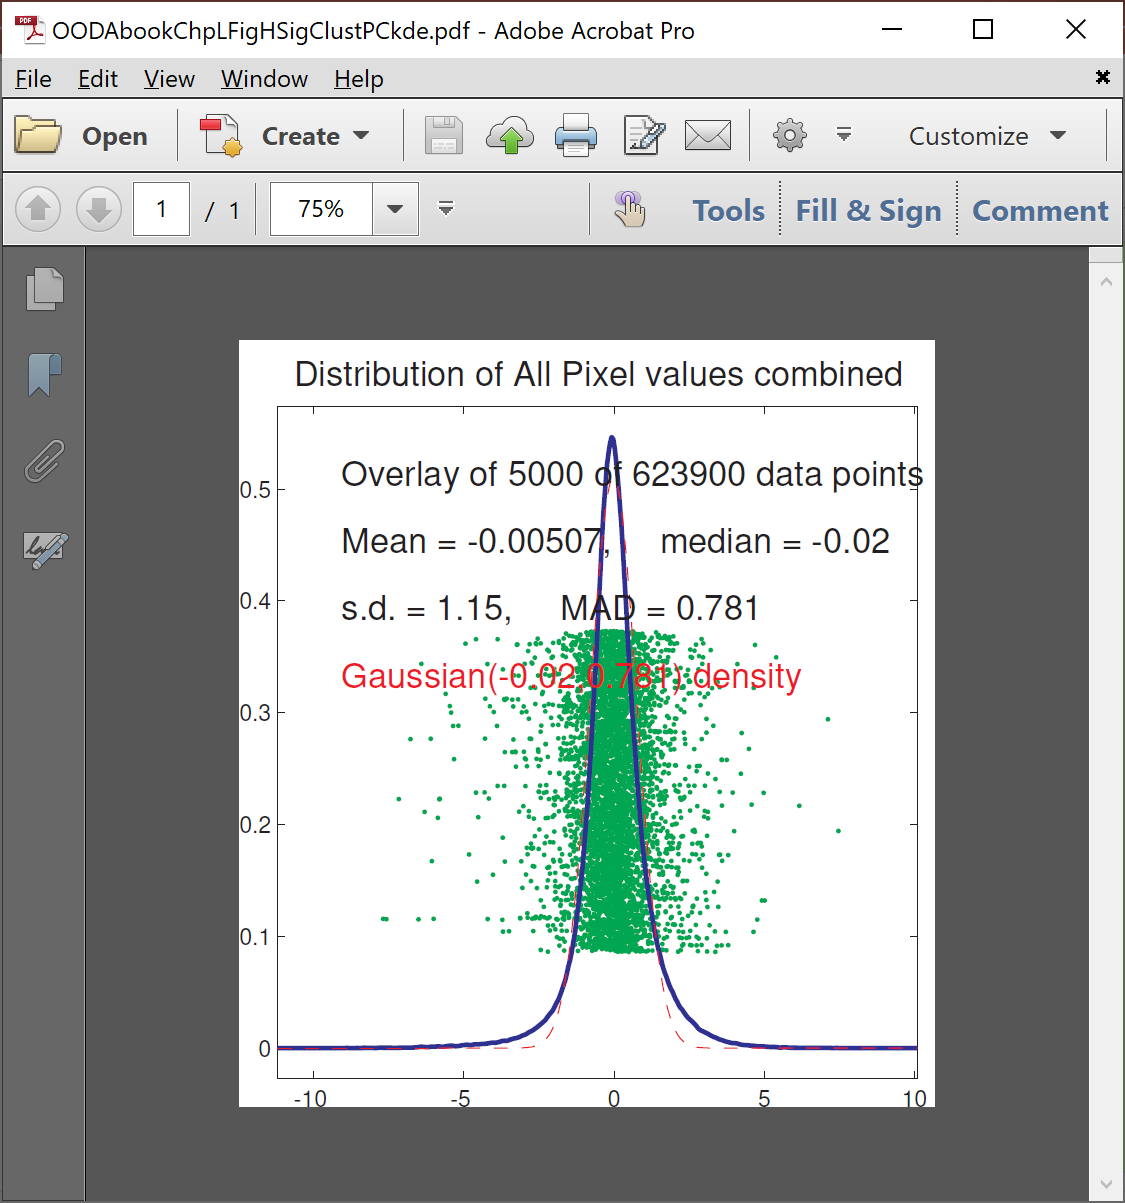 OODAbookChpLFigHSigClustPCkde.pdf - Adobe Acrobat Pro
File Edit View Window Help
Open Create Customize
1 / 1 75% Tools Fill & Sign Comment
Distribution of All Pixel values combined
Overlay of 5000 of 623900 data points
0.5
Mean = -0.00507, median = -0.02
0.4
s.d. = 1.15, MAD = 0.781
Gaussian(-0.02,0.781) density
0.3
0.2
0.1
0
-10 -5 0 5 10